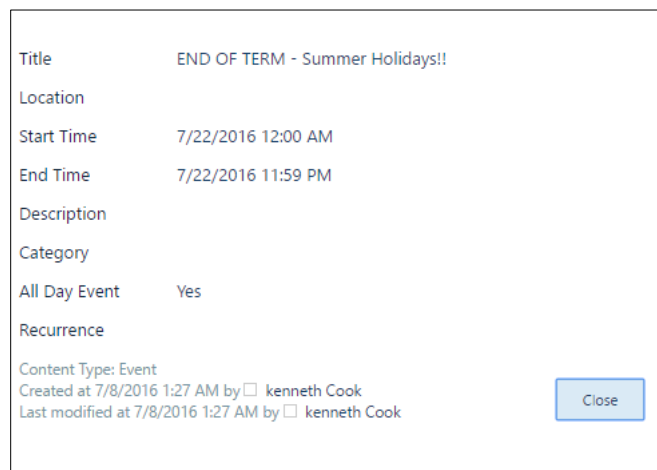 Title END OF TERM - Summer Holidays!!
Location
Start Time 7/22/2016 12:00 AM
End Time 7/22/2016 11:59 PM
Description
Category
All Day Event Yes
Recurrence
Content Type: Event
Created at 7/8/2016 1:27 AM by kenneth Cook
Last modified at 7/8/2016 1:27 AM by kenneth Cook
Close